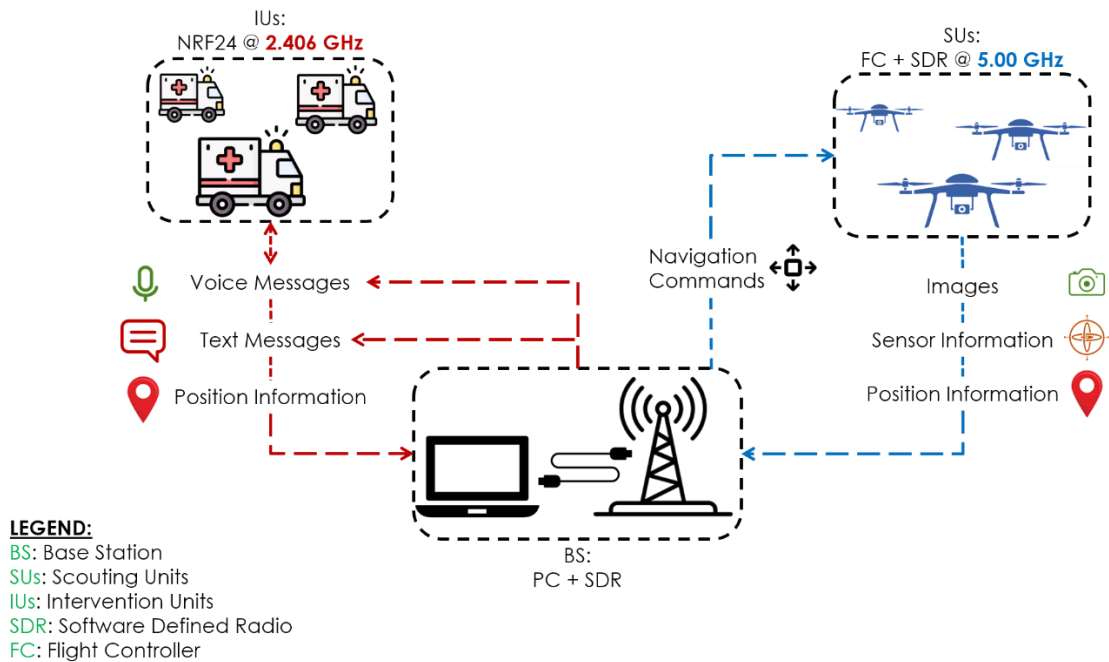 IUs:
NRF24 @ 2.406 GHz
SUs:
FC + SDR @ 5.00 GHz
Voice Messages
Text Messages
Position Information
Navigation
Commands
Images
Sensor Information
Position Information
BS:
PC + SDR
LEGEND:
BS: Base Station
SUs: Scouting Units
IUs: Intervention Units
SDR: Software Defined Radio
FC: Flight Controller